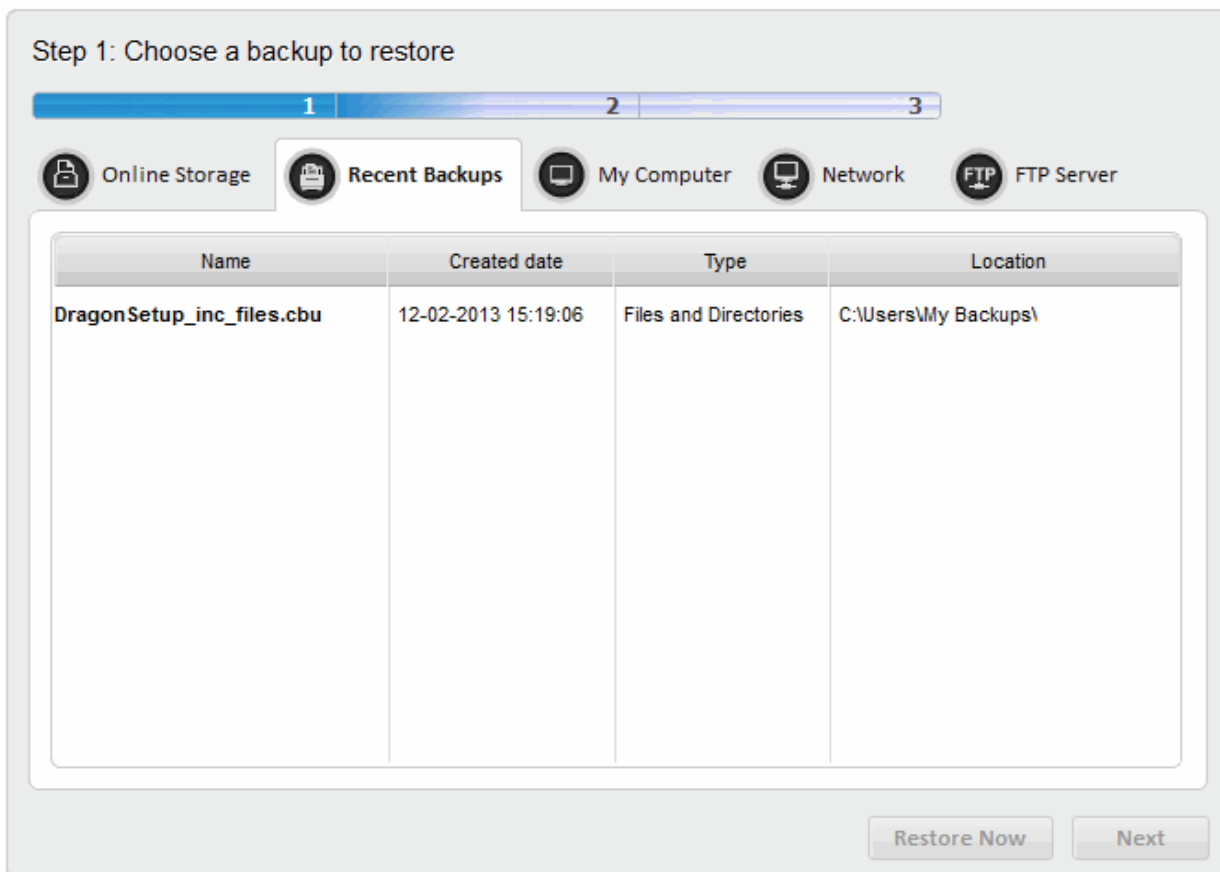 Step 1: Choose a backup to restore
1 2 3
Online Storage Recent Backups My Computer Network FTP FTP Server
Name Created date Type Location
DragonSetup_inc_files.cbu 12-02-2013 15:19:06 Files and Directories C:\Users\My Backups\
Restore Now Next